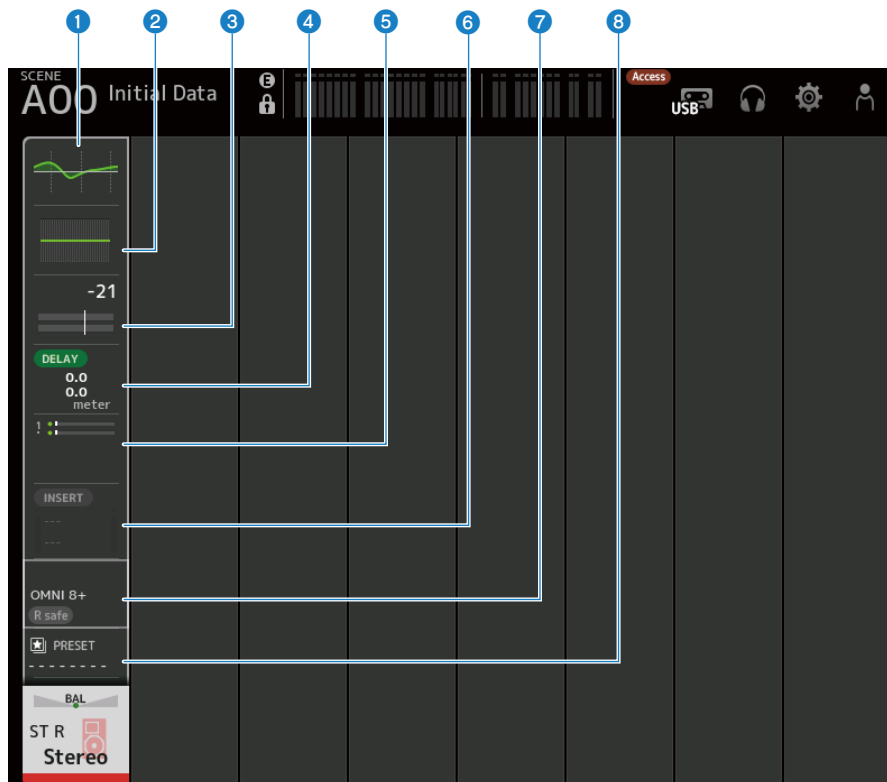 1 2 3 4 5 6 7 8
SCENE
A00 Initial Data
E
Access
USB
-21
DELAY
0.0
0.0
meter
!
INSERT
---
---
OMNI 8+
R safe
PRESET
--------
BAL
ST R
Stereo